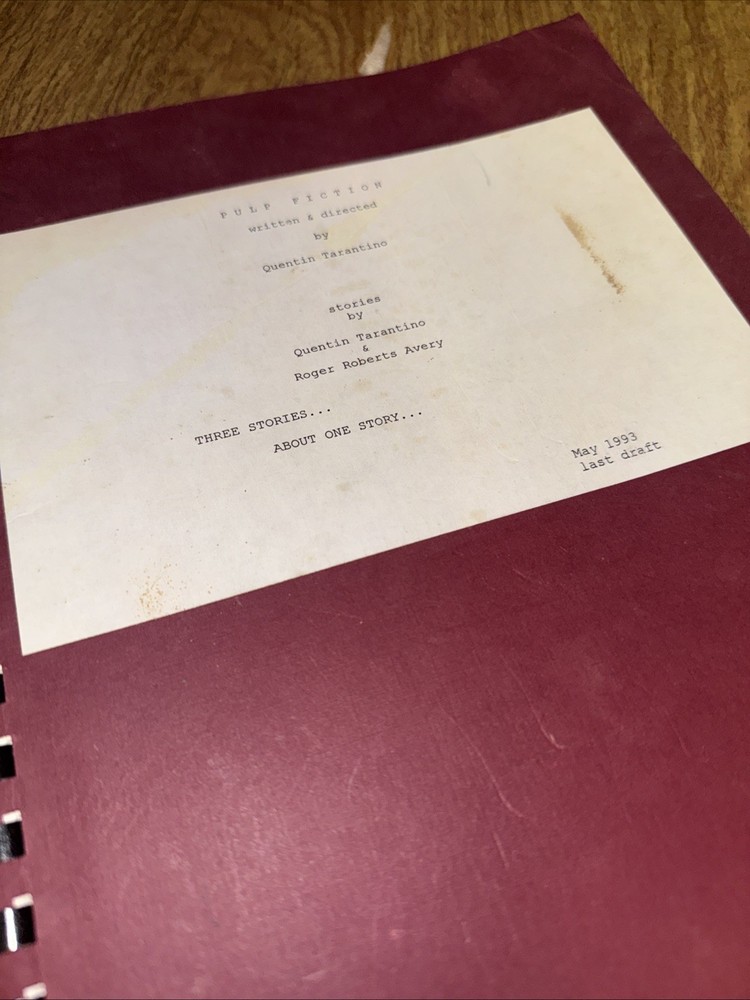 PULP FICTION
written & directed
by
Quentin Tarantino
stories
by
Quentin Tarantino
&
Roger Roberts Avery
THREE STORIES...
ABOUT ONE STORY...
May 1993
last draft